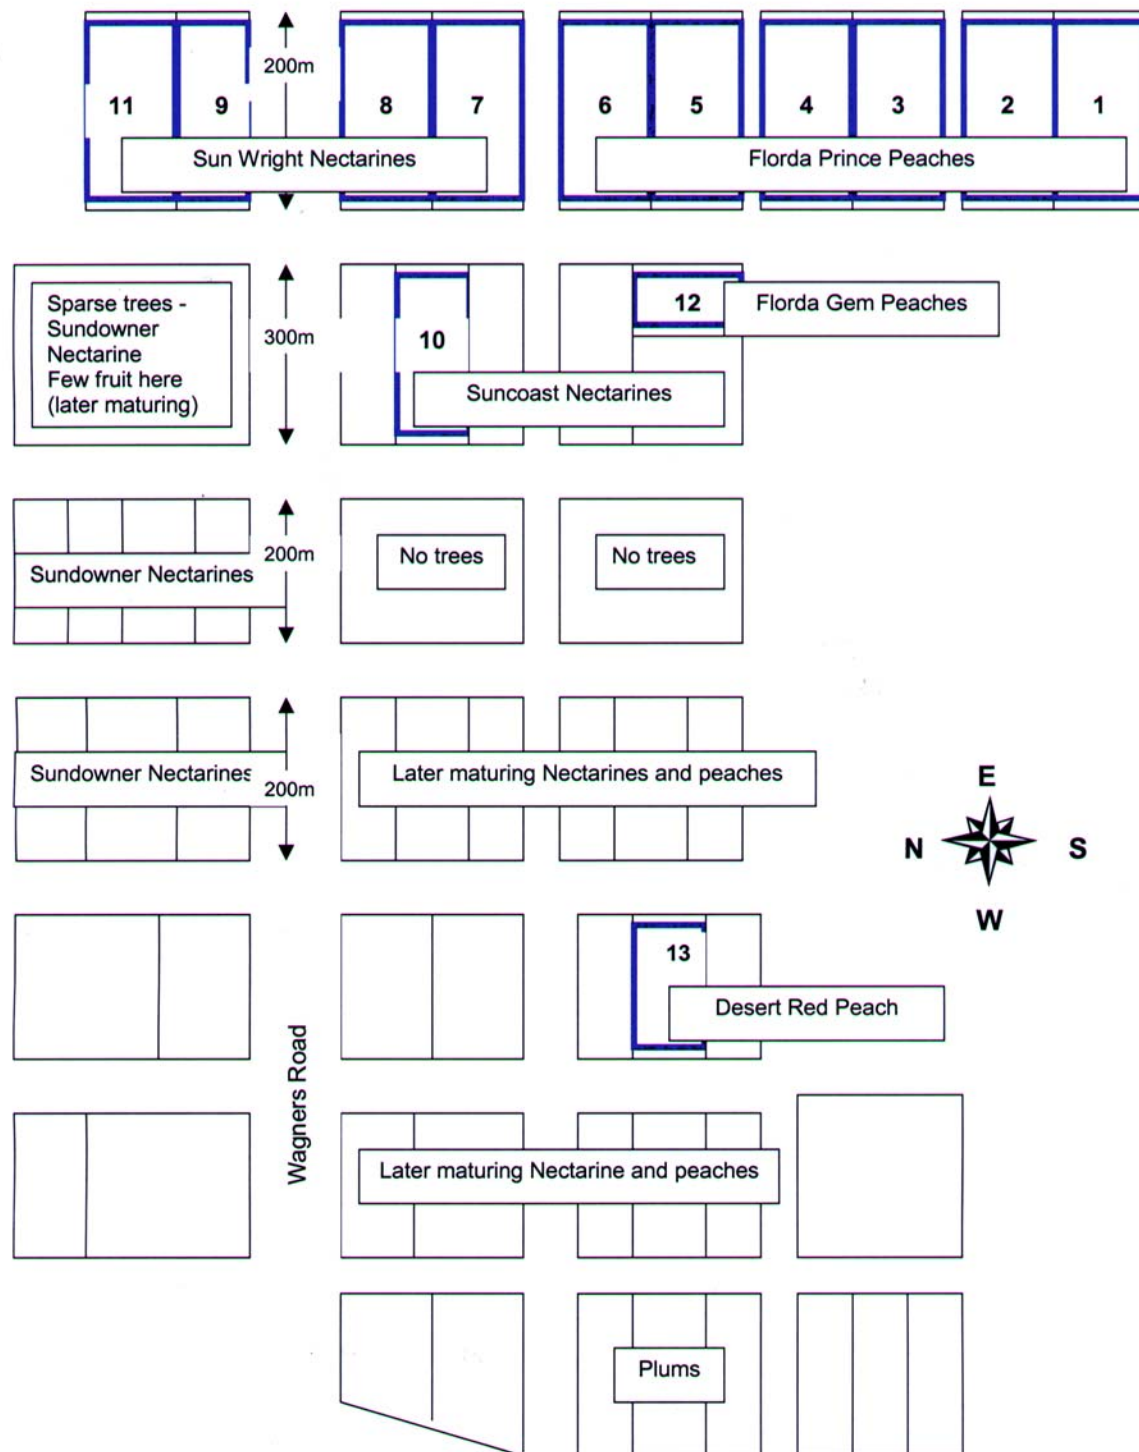 200m
11
9
8
7
6
5
4
3
2
1
Sun Wright Nectarines
Florda Prince Peaches
Sparse trees -
Sundowner
Nectarine
Few fruit here
(later maturing)
300m
10
12
Florda Gem Peaches
Suncoast Nectarines
200m
No trees
No trees
Sundowner Nectarines
Sundowner Nectarines
200m
Later maturing Nectarines and peaches
E
N
S
W
13
Desert Red Peach
Wagners Road
Later maturing Nectarine and peaches
Plums